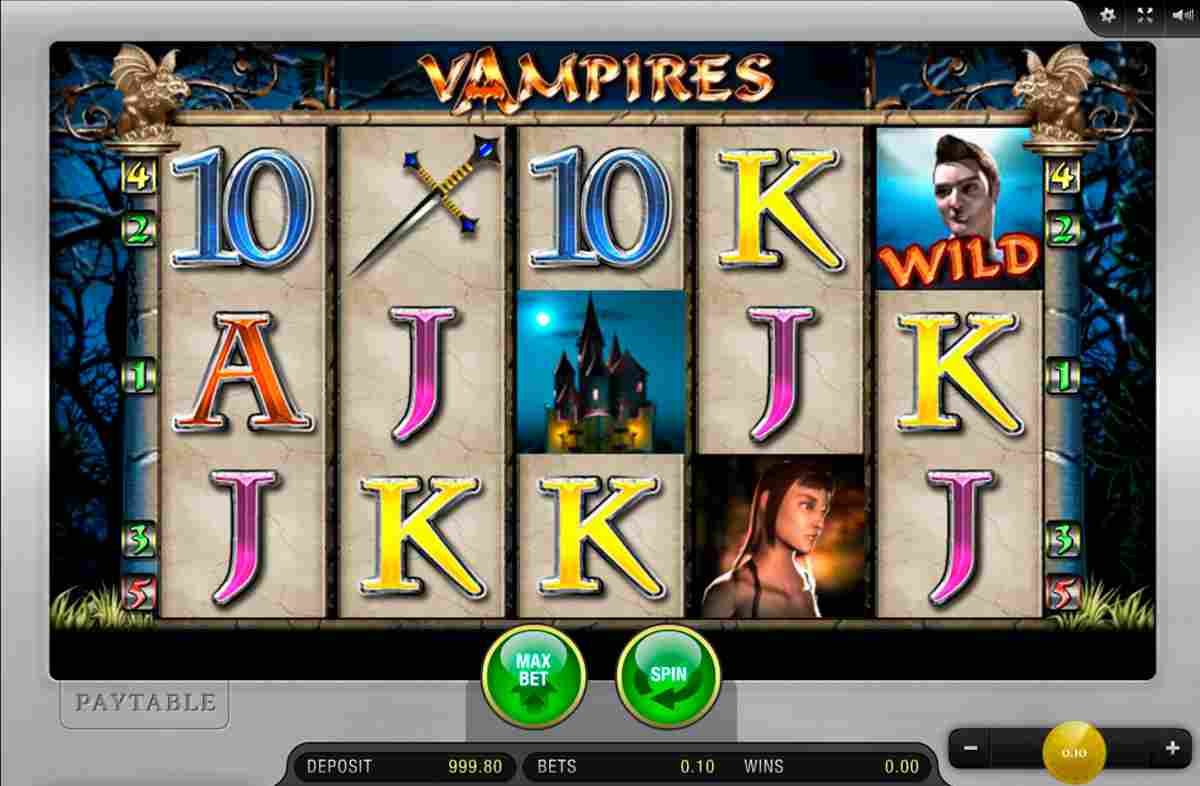 VAMPIRES
4 10 10 K 4
2 WILD 2
A J J K
1 1
J K K J
3 3
5 5
MAX
BET
SPIN
PAYTABLE
DEPOSIT 999.80 BETS 0.10 WINS 0.00
- 0.10 +